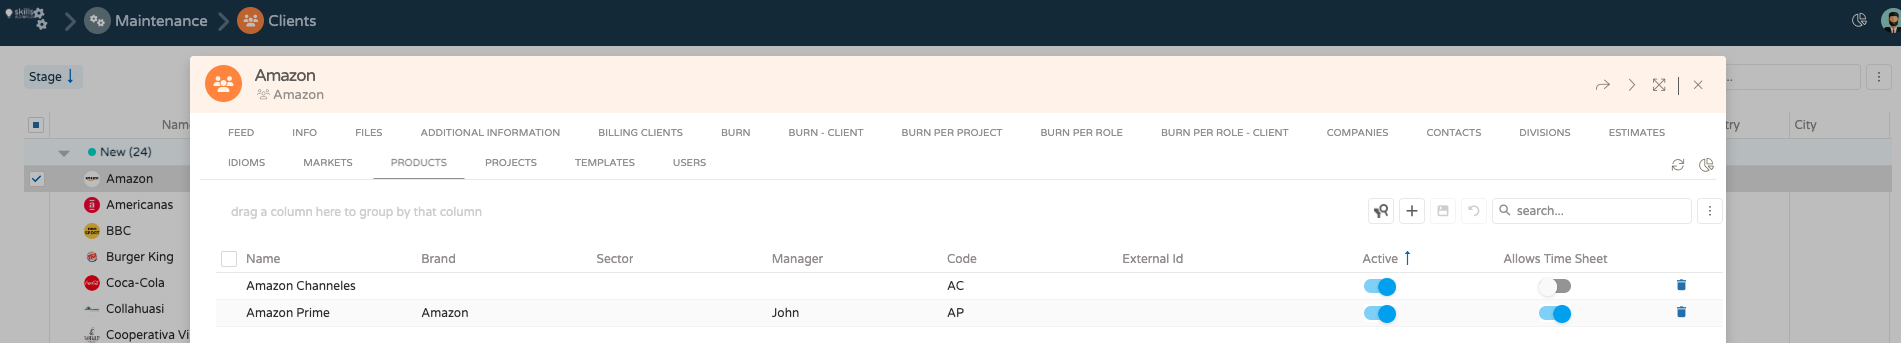 skills
Maintenance
Clients
Stage
Amazon
Amazon
FEED INFO FILES ADDITIONAL INFORMATION BILLING CLIENTS BURN BURN - CLIENT BURN PER PROJECT BURN PER ROLE BURN PER ROLE - CLIENT COMPANIES CONTACTS DIVISIONS ESTIMATES
IDIOMS MARKETS PRODUCTS PROJECTS TEMPLATES USERS
Name
City
New (24)
Amazon
Americanas
BBC
Burger King
Coca-Cola
Collahuasi
Cooperativa Vi
drag a column here to group by that column
search...
Name Brand Sector Manager Code External Id Active Allows Time Sheet
Amazon Channeles AC
Amazon Prime Amazon John AP